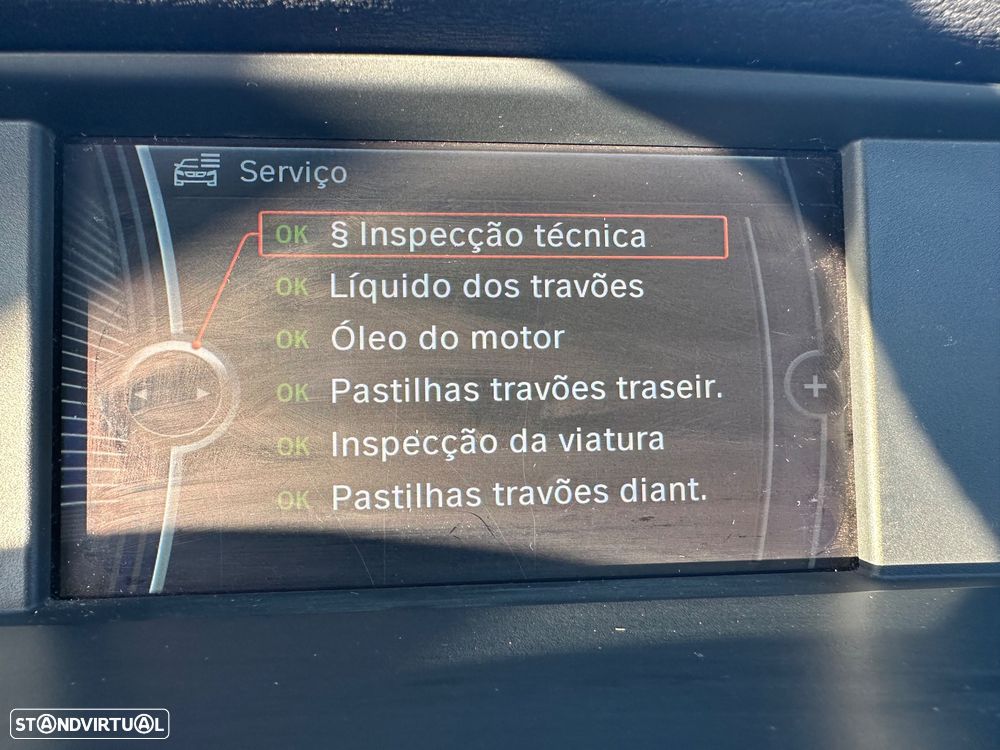 Serviço
OK § Inspecção técnica
OK Líquido dos travões
OK Óleo do motor
OK Pastilhas travões traseir.
OK Inspecção da viatura
OK Pastilhas travões diant.
STANDVIRTUAL